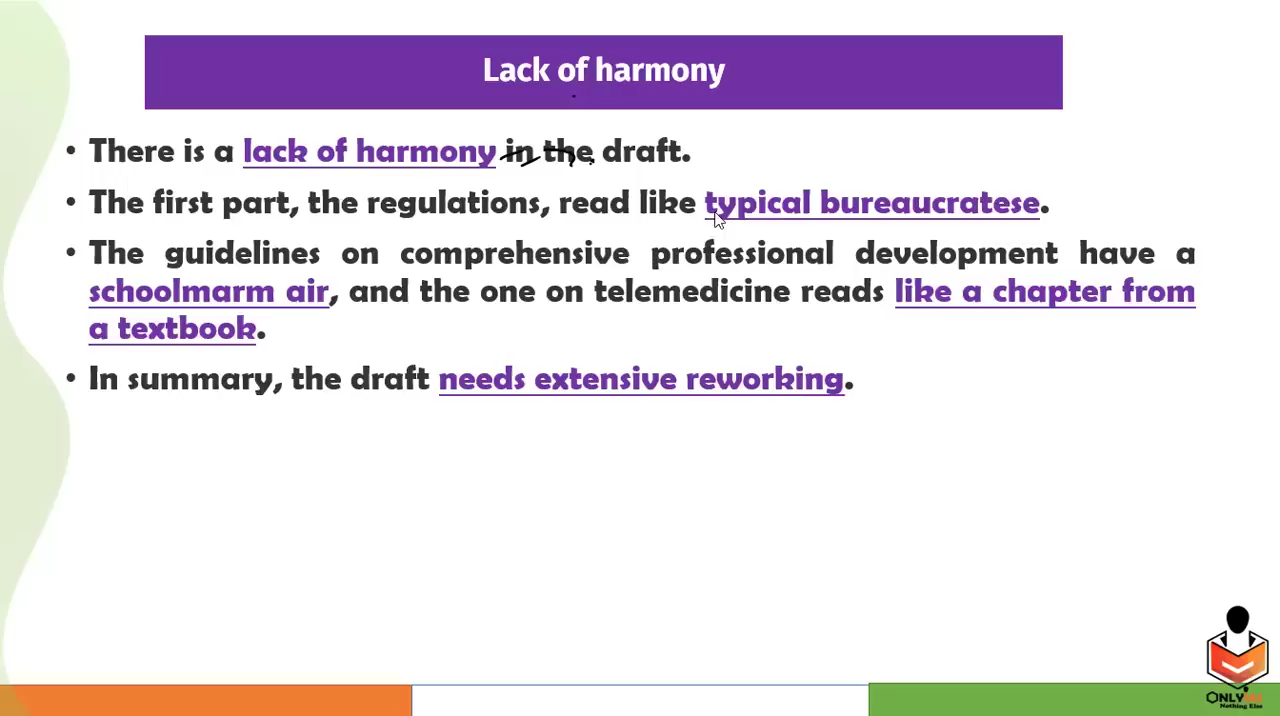 Lack of harmony
• There is a lack of harmony in the draft.
• The first part, the regulations, read like typical bureaucratese.
• The guidelines on comprehensive professional development have a
schoolmarm air, and the one on telemedicine reads like a chapter from
a textbook.
• In summary, the draft needs extensive reworking.
Nothing Else